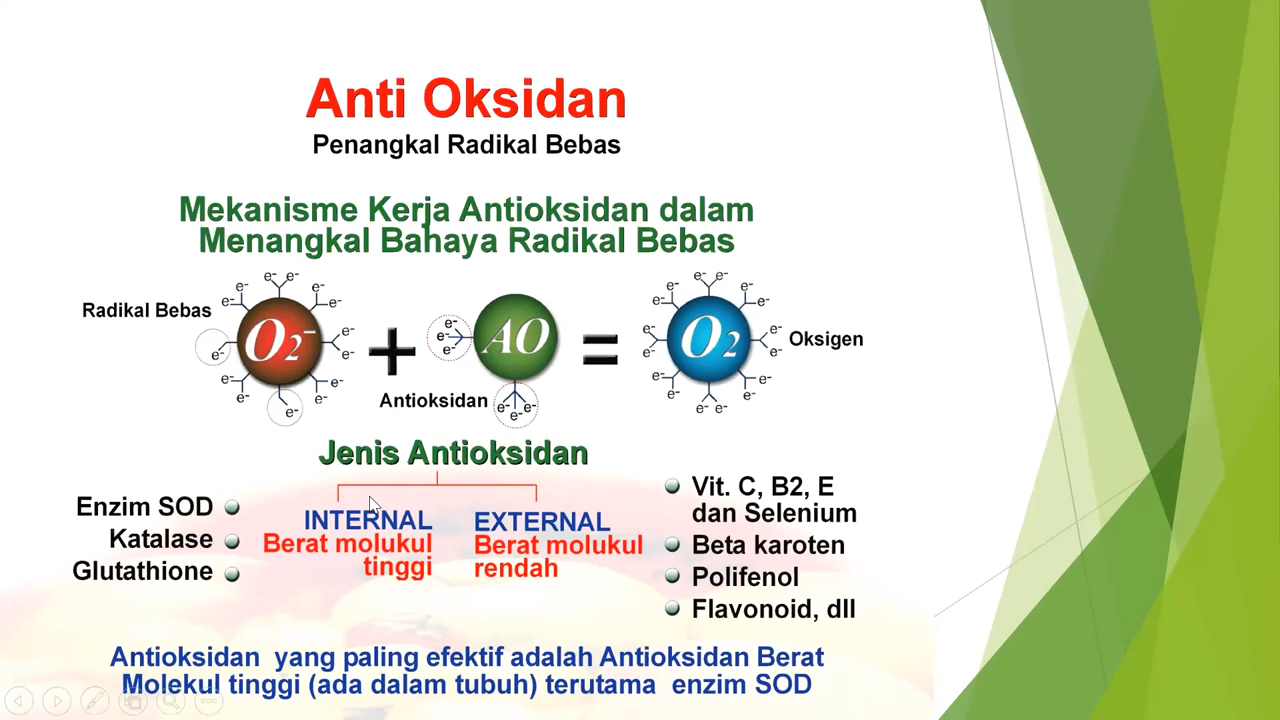 Anti Oksidan
Penangkal Radikal Bebas
Mekanisme Kerja Antioksidan dalam
Menangkal Bahaya Radikal Bebas
Radikal Bebas
e- e-
e- e-
e- e-
e- e-
e- e-
e- e-
e-
e-
O2-
+
e-
e-
e-
AO
Antioksidan
e- e- e-
=
e- e-
e- e-
e- e-
e- e-
e- e-
e- e-
e- e-
e- e-
O2
Oksigen
Jenis Antioksidan
Enzim SOD
Katalase
Glutathione
INTERNAL
Berat molukul
tinggi
EXTERNAL
Berat molukul
rendah
Vit. C, B2, E
dan Selenium
Beta karoten
Polifenol
Flavonoid, dll
Antioksidan yang paling efektif adalah Antioksidan Berat
Molekul tinggi (ada dalam tubuh) terutama enzim SOD